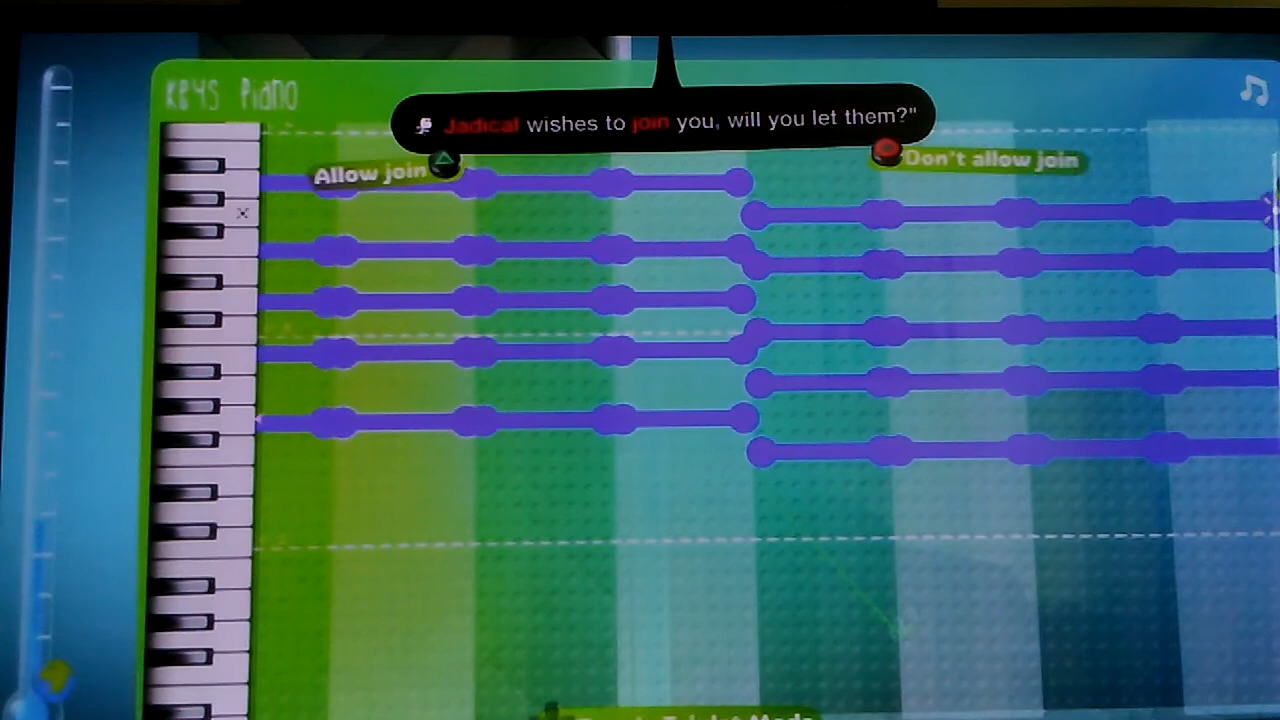 Keys Piano
Jadical wishes to join you, will you let them?"
Allow join
Don't allow join